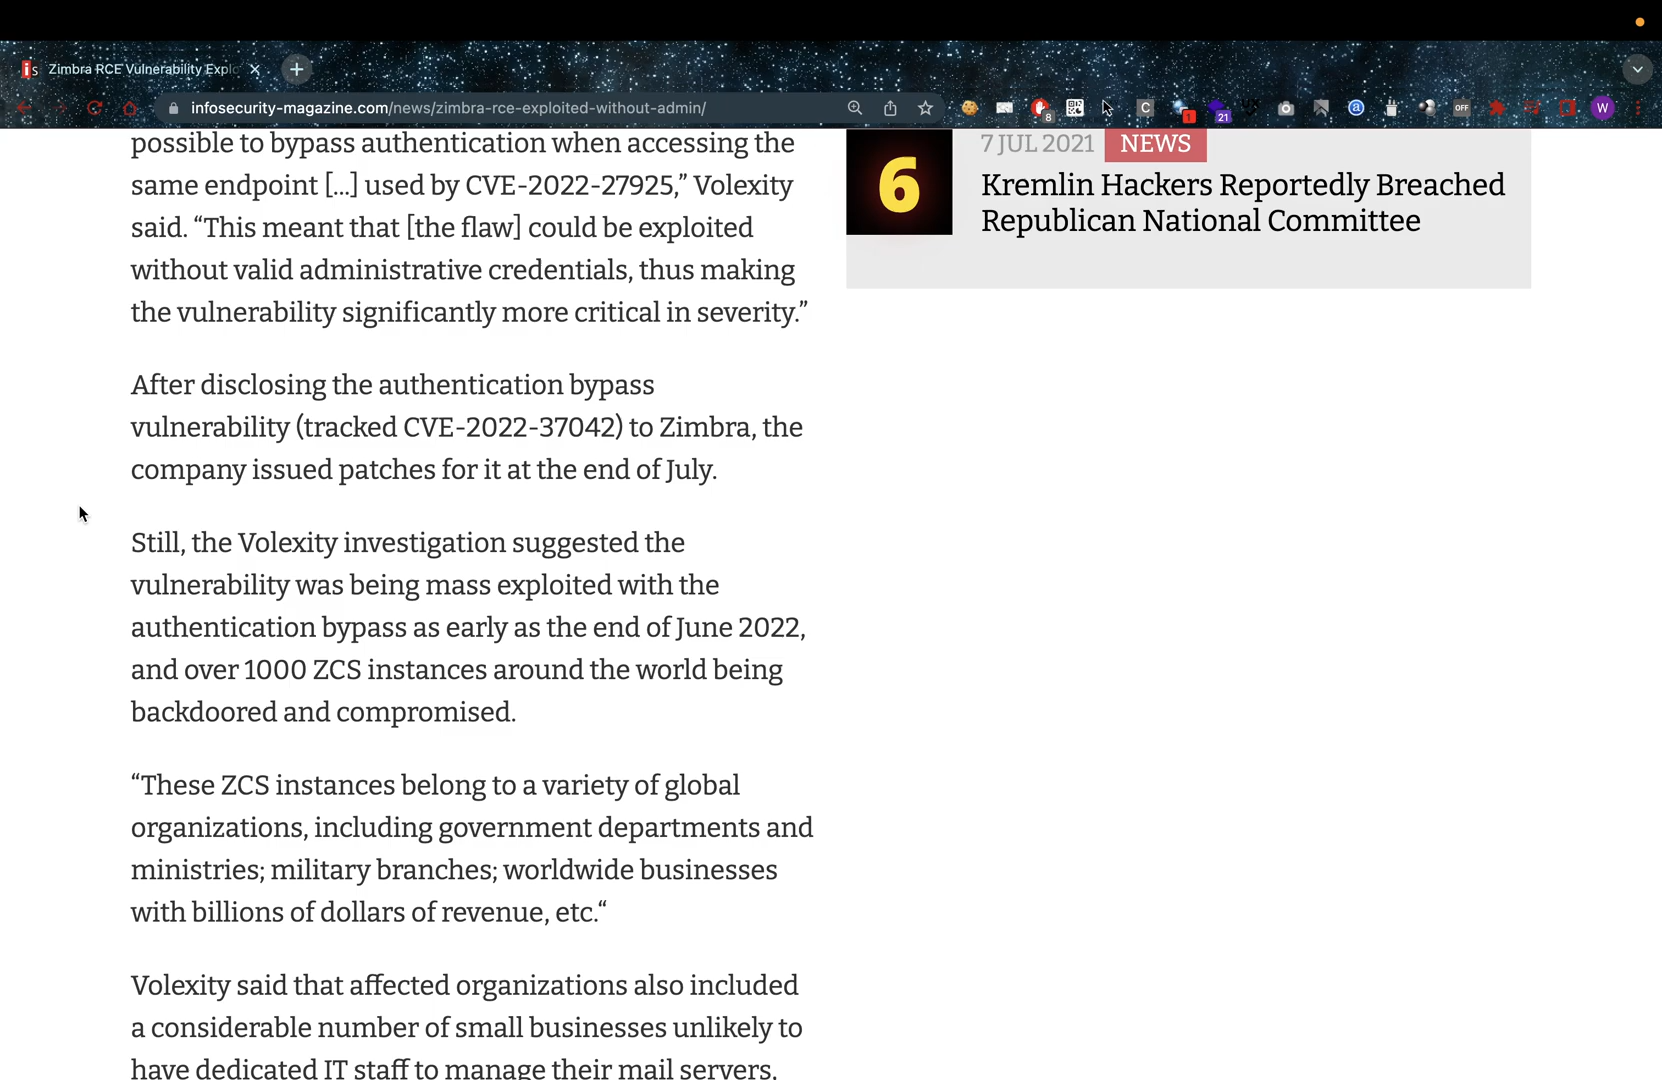 Zimbra RCE Vulnerability Explo
infosecurity-magazine.com/news/zimbra-rce-exploited-without-admin/
8
C
1
21
a
OFF
W
possible to bypass authentication when accessing the
same endpoint [...] used by CVE-2022-27925,” Volexity
said. “This meant that [the flaw] could be exploited
without valid administrative credentials, thus making
the vulnerability significantly more critical in severity.”
After disclosing the authentication bypass
vulnerability (tracked CVE-2022-37042) to Zimbra, the
company issued patches for it at the end of July.
Still, the Volexity investigation suggested the
vulnerability was being mass exploited with the
authentication bypass as early as the end of June 2022,
and over 1000 ZCS instances around the world being
backdoored and compromised.
“These ZCS instances belong to a variety of global
organizations, including government departments and
ministries; military branches; worldwide businesses
with billions of dollars of revenue, etc.“
Volexity said that affected organizations also included
a considerable number of small businesses unlikely to
have dedicated IT staff to manage their mail servers,
6
7 JUL 2021 NEWS
Kremlin Hackers Reportedly Breached
Republican National Committee